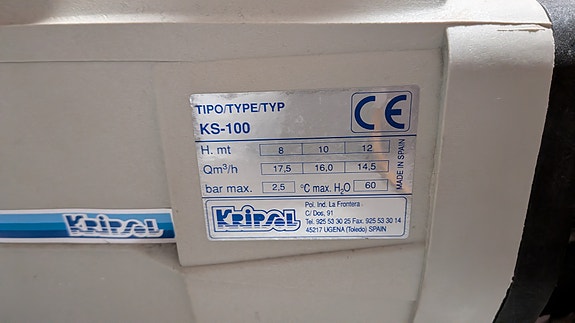 TIPO/TYPE/TYP
KS-100
CE
H. mt 8 10 12
Qm³/h 17,5 16,0 14,5
bar max. 2,5 °C max. H₂O 60
MADE IN SPAIN
KRIPSOL
Pol. Ind. La Frontera
C/ Dos, 91
Tel. 925 53 30 25 Fax. 925 53 30 14
45217 UGENA (Toledo) SPAIN
KRIPSOL